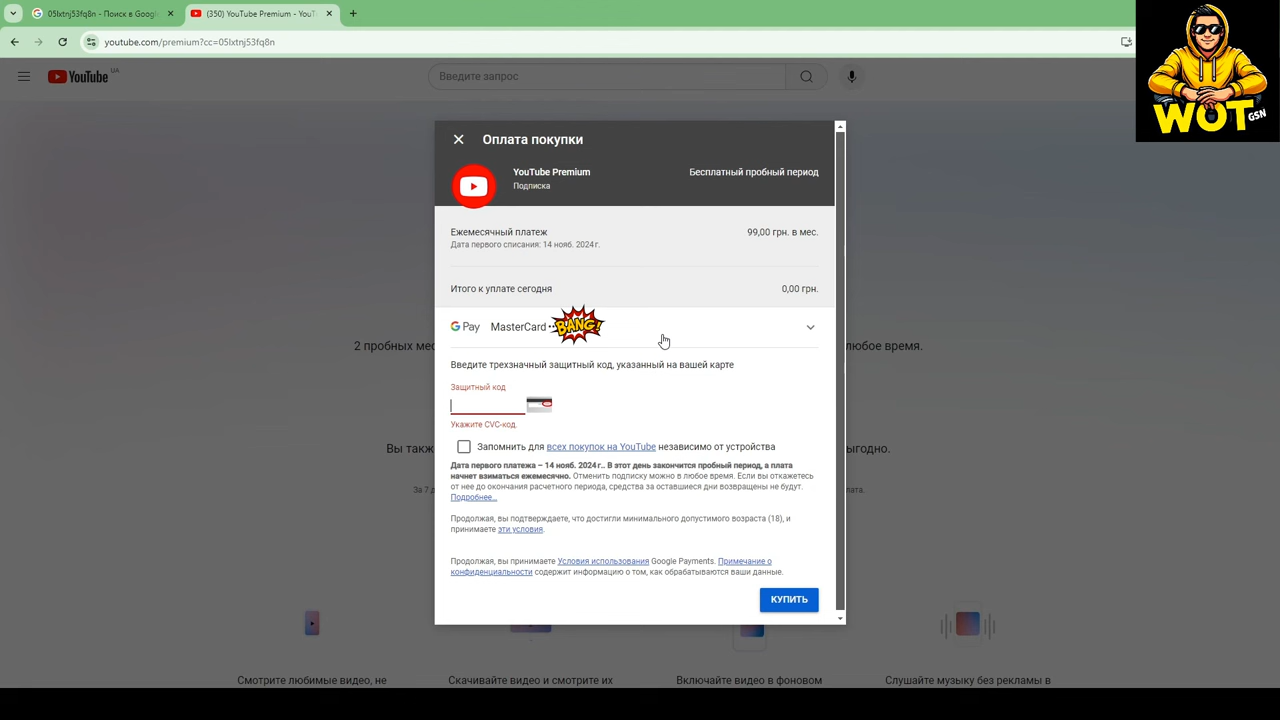 05lxtnj53fq8n - Поиск в Google
(350) YouTube Premium - YouT
youtube.com/premium?cc=05lxtnj53fq8n
YouTube UA
Введите запрос
WOT GSN
Оплата покупки
YouTube Premium
Бесплатный пробный период
Подписка
Ежемесячный платеж
99,00 грн. в мес.
Дата первого списания: 14 нояб. 2024 г.
Итого к уплате сегодня
0,00 грн.
G Pay MasterCard ••
BANG!
2 пробных мес
любое время.
Введите трехзначный защитный код, указанный на вашей карте
Защитный код
Укажите CVC-код.
Запомнить для всех покупок на YouTube независимо от устройства
Вы такж
ыгодно.
Дата первого платежа – 14 нояб. 2024 г.. В этот день закончится пробный период, а плата
начнет взиматься ежемесячно. Отменить подписку можно в любое время. Если вы откажетесь
от нее до окончания расчетного периода, средства за оставшиеся дни возвращены не будут.
Подробнее…
За 7 д
лата.
Продолжая, вы подтверждаете, что достигли минимального допустимого возраста (18), и
принимаете эти условия.
Продолжая, вы принимаете Условия использования Google Payments. Примечание о
конфиденциальности содержит информацию о том, как обрабатываются ваши данные.
КУПИТЬ
Смотрите любимые видео, не
Скачивайте видео и смотрите их
Включайте видео в фоновом
Слушайте музыку без рекламы в